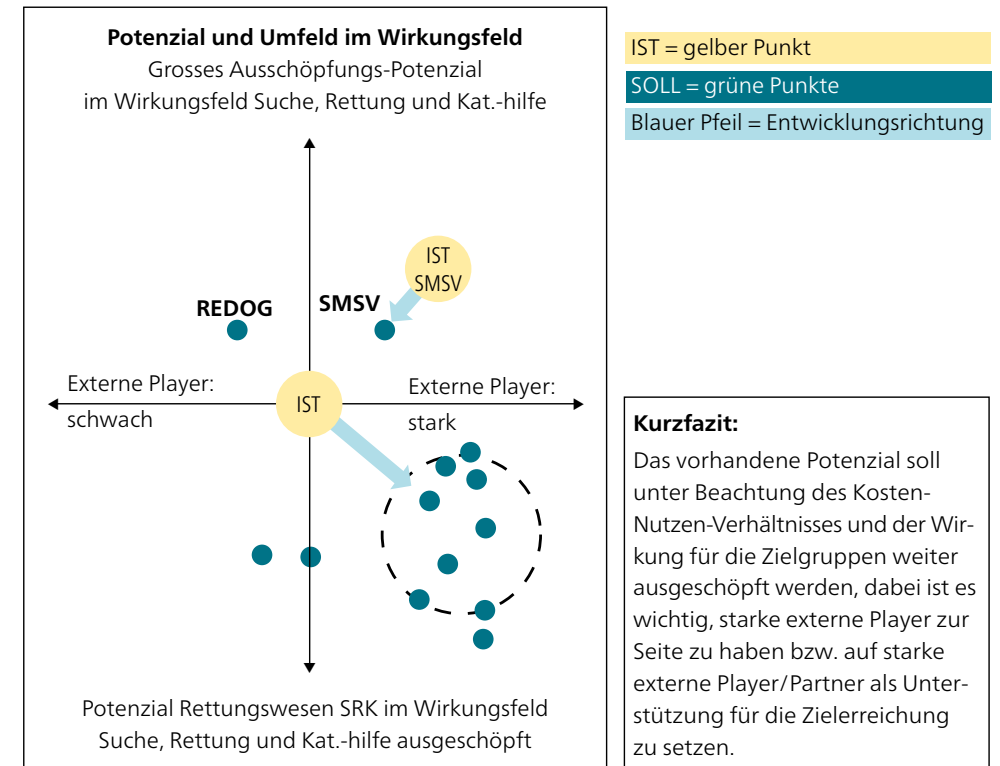 Potenzial und Umfeld im Wirkungsfeld
Grosses Ausschöpfungs-Potenzial
im Wirkungsfeld Suche, Rettung und Kat.-hilfe
IST
SMSV
REDOG
SMSV
Externe Player:
schwach
IST
Externe Player:
stark
Potenzial Rettungswesen SRK im Wirkungsfeld
Suche, Rettung und Kat.-hilfe ausgeschöpft
IST = gelber Punkt
SOLL = grüne Punkte
Blauer Pfeil = Entwicklungsrichtung
Kurzfazit:
Das vorhandene Potenzial soll
unter Beachtung des Kosten-
Nutzen-Verhältnisses und der Wir-
kung für die Zielgruppen weiter
ausgeschöpft werden, dabei ist es
wichtig, starke externe Player zur
Seite zu haben bzw. auf starke
externe Player/Partner als Unter-
stützung für die Zielerreichung
zu setzen.